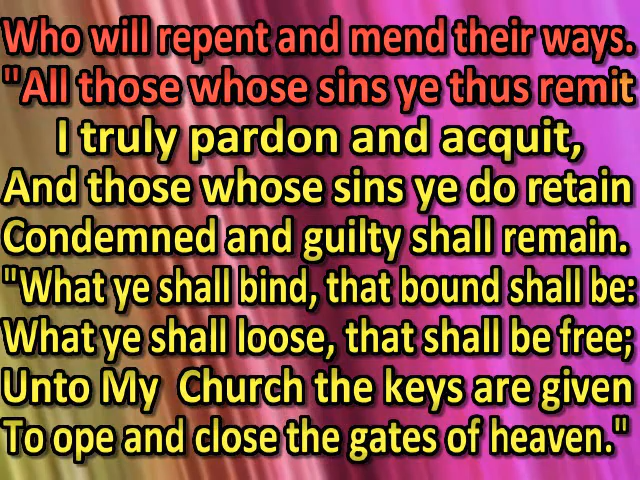 Who will repent and mend their ways.
"All those whose sins ye thus remit
I truly pardon and acquit,
And those whose sins ye do retain
Condemned and guilty shall remain.
"What ye shall bind, that bound shall be:
What ye shall loose, that shall be free;
Unto My  Church the keys are given
To ope and close the gates of heaven."